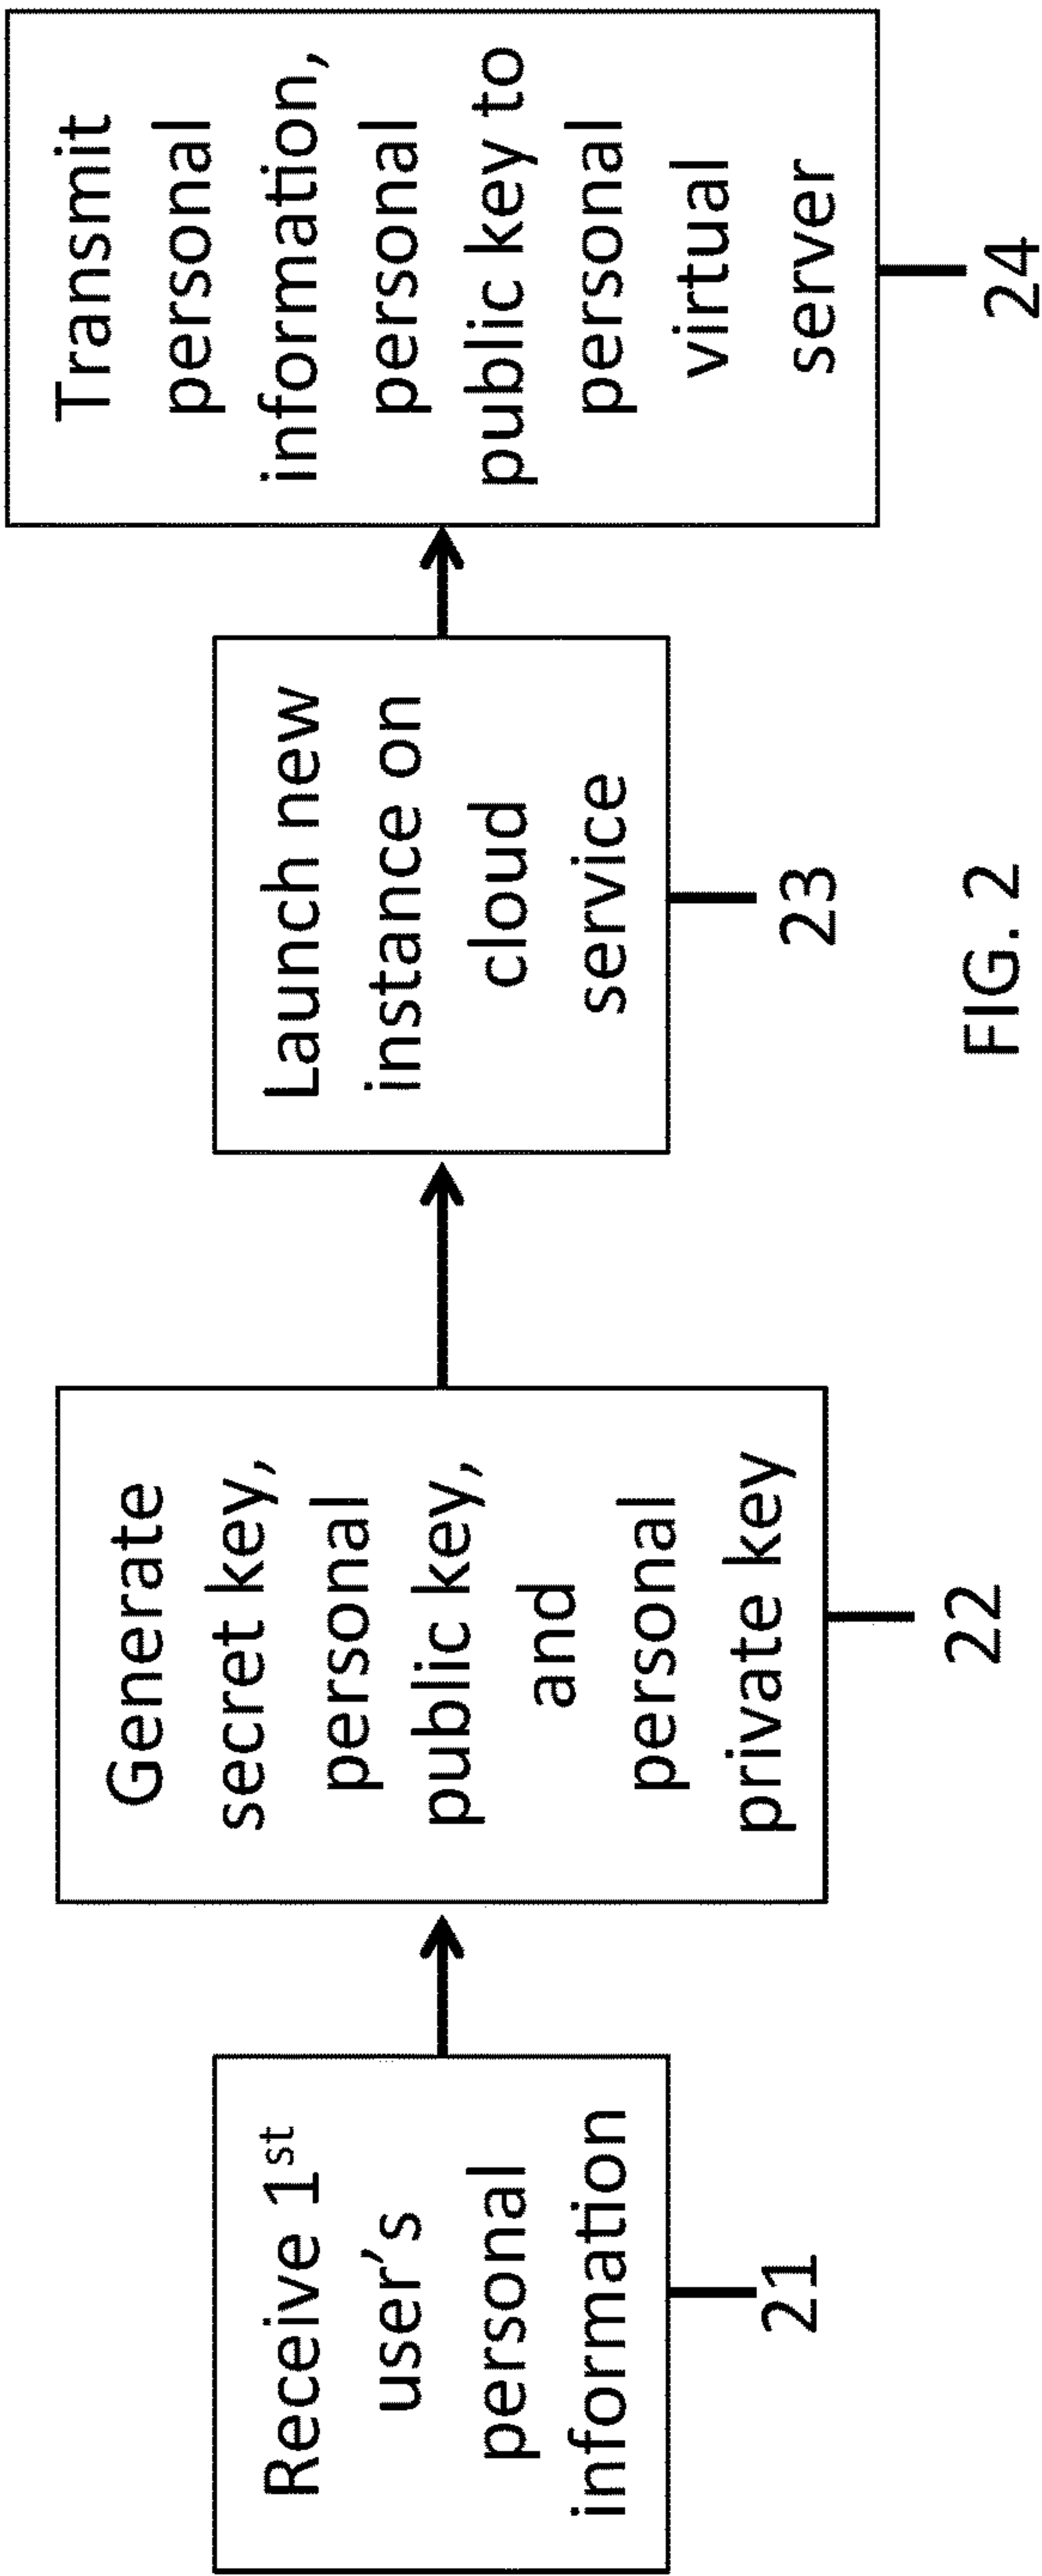 Receive 1st
user's
personal
information
21
Generate
secret key,
personal
public key,
and
personal
private key
22
Launch new
instance on
cloud
service
23
Transmit
personal
information,
personal
public key to
personal
virtual
server
24
FIG. 2